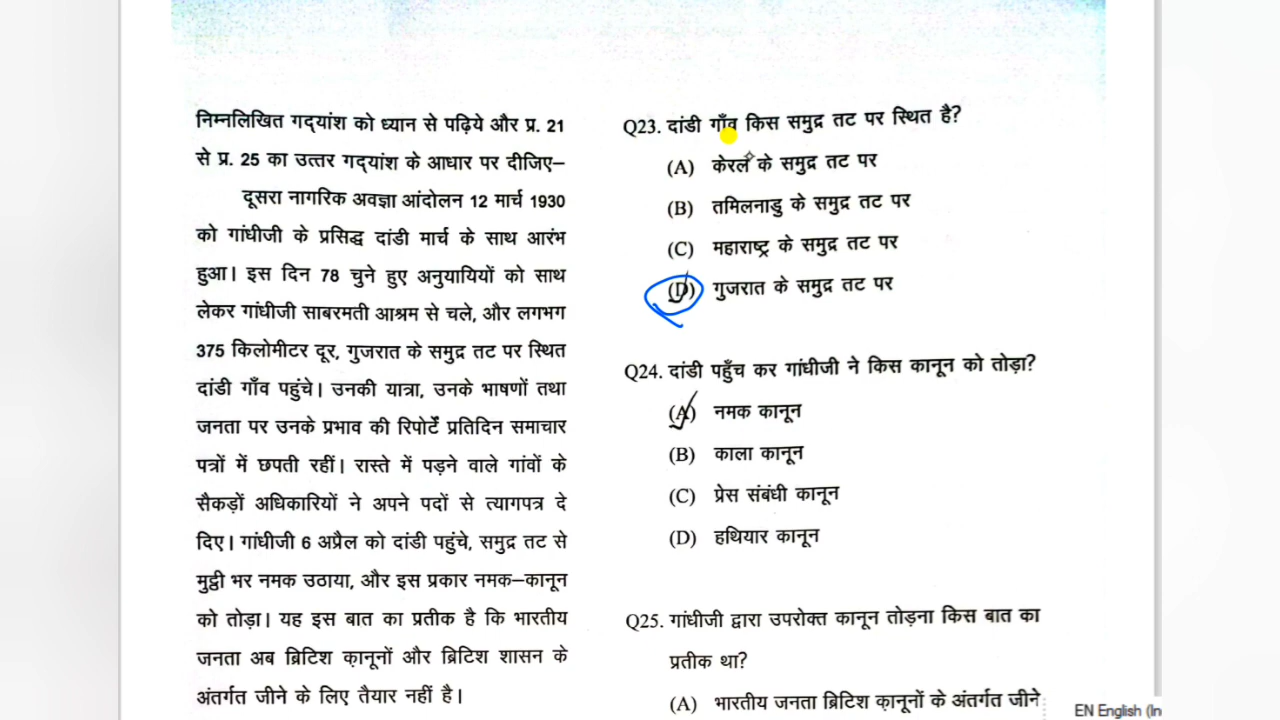 निम्नलिखित गद्यांश को ध्यान से पढ़िये और प्र. 21
से प्र. 25 का उत्तर गद्यांश के आधार पर दीजिए–
दूसरा नागरिक अवज्ञा आंदोलन 12 मार्च 1930
को गांधीजी के प्रसिद्ध दांडी मार्च के साथ आरंभ
हुआ। इस दिन 78 चुने हुए अनुयायियों को साथ
लेकर गांधीजी साबरमती आश्रम से चले, और लगभग
375 किलोमीटर दूर, गुजरात के समुद्र तट पर स्थित
दांडी गाँव पहुंचे। उनकी यात्रा, उनके भाषणों तथा
जनता पर उनके प्रभाव की रिपोर्टें प्रतिदिन समाचार
पत्रों में छपती रहीं। रास्ते में पड़ने वाले गांवों के
सैकड़ों अधिकारियों ने अपने पदों से त्यागपत्र दे
दिए। गांधीजी 6 अप्रैल को दांडी पहुंचे, समुद्र तट से
मुट्ठी भर नमक उठाया, और इस प्रकार नमक–कानून
को तोड़ा। यह इस बात का प्रतीक है कि भारतीय
जनता अब ब्रिटिश क़ानूनों और ब्रिटिश शासन के
अंतर्गत जीने के लिए तैयार नहीं है।
Q23. दांडी गाँव किस समुद्र तट पर स्थित है?
(A) केरल के समुद्र तट पर
(B) तमिलनाडु के समुद्र तट पर
(C) महाराष्ट्र के समुद्र तट पर
(D) गुजरात के समुद्र तट पर
Q24. दांडी पहुँच कर गांधीजी ने किस कानून को तोड़ा?
(A) नमक कानून
(B) काला कानून
(C) प्रेस संबंधी कानून
(D) हथियार कानून
Q25. गांधीजी द्वारा उपरोक्त कानून तोड़ना किस बात का
प्रतीक था?
(A) भारतीय जनता ब्रिटिश क़ानूनों के अंतर्गत जीने
EN English (In